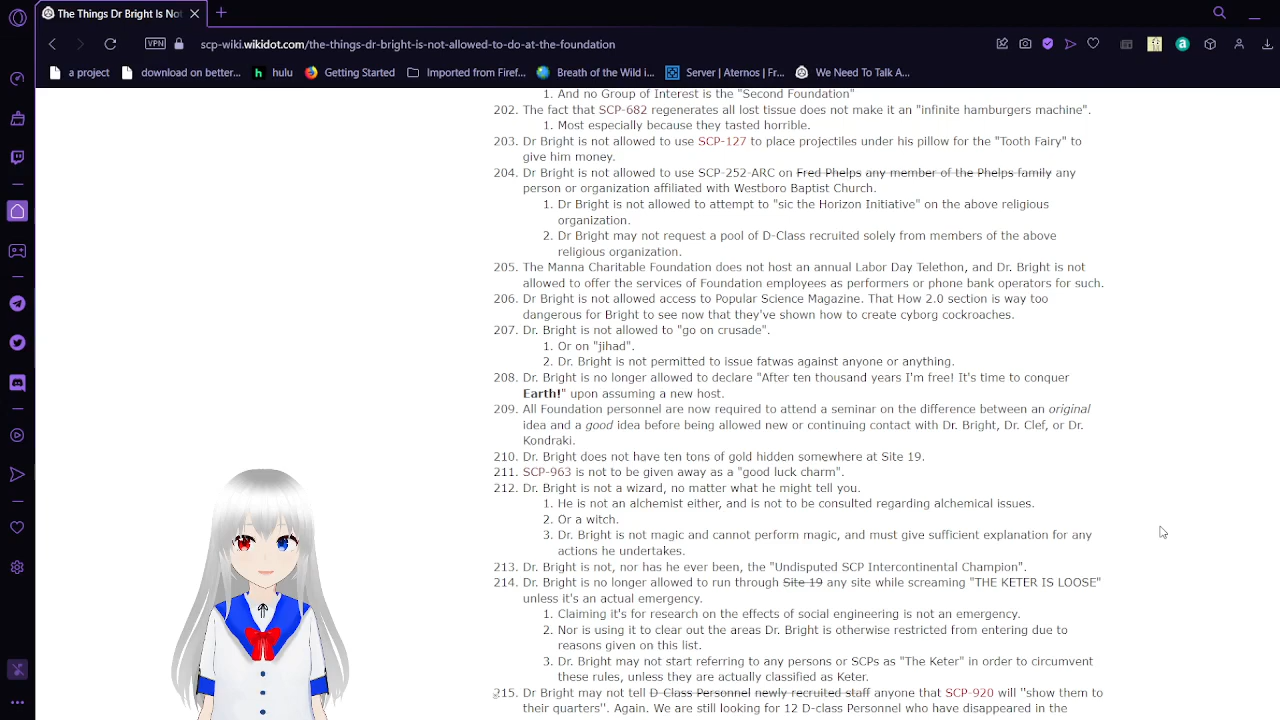 The Things Dr Bright Is Not
VPN
scp-wiki.wikidot.com/the-things-dr-bright-is-not-allowed-to-do-at-the-foundation
a project
download on better...
hulu
Getting Started
Imported from Firef...
Breath of the Wild i...
Server | Aternos | Fr...
We Need To Talk A...
1. And no Group of Interest is the "Second Foundation"
202. The fact that SCP-682 regenerates all lost tissue does not make it an "infinite hamburgers machine".
1. Most especially because they tasted horrible.
203. Dr Bright is not allowed to use SCP-127 to place projectiles under his pillow for the "Tooth Fairy" to
give him money.
204. Dr Bright is not allowed to use SCP-252-ARC on Fred Phelps any member of the Phelps family any
person or organization affiliated with Westboro Baptist Church.
1. Dr Bright is not allowed to attempt to "sic the Horizon Initiative" on the above religious
organization.
2. Dr Bright may not request a pool of D-Class recruited solely from members of the above
religious organization.
205. The Manna Charitable Foundation does not host an annual Labor Day Telethon, and Dr. Bright is not
allowed to offer the services of Foundation employees as performers or phone bank operators for such.
206. Dr Bright is not allowed access to Popular Science Magazine. That How 2.0 section is way too
dangerous for Bright to see now that they've shown how to create cyborg cockroaches.
207. Dr. Bright is not allowed to "go on crusade".
1. Or on "jihad".
2. Dr. Bright is not permitted to issue fatwas against anyone or anything.
208. Dr. Bright is no longer allowed to declare "After ten thousand years I'm free! It's time to conquer
Earth!" upon assuming a new host.
209. All Foundation personnel are now required to attend a seminar on the difference between an original
idea and a good idea before being allowed new or continuing contact with Dr. Bright, Dr. Clef, or Dr.
Kondraki.
210. Dr. Bright does not have ten tons of gold hidden somewhere at Site 19.
211. SCP-963 is not to be given away as a "good luck charm".
212. Dr. Bright is not a wizard, no matter what he might tell you.
1. He is not an alchemist either, and is not to be consulted regarding alchemical issues.
2. Or a witch.
3. Dr. Bright is not magic and cannot perform magic, and must give sufficient explanation for any
actions he undertakes.
213. Dr. Bright is not, nor has he ever been, the "Undisputed SCP Intercontinental Champion".
214. Dr. Bright is no longer allowed to run through Site 19 any site while screaming "THE KETER IS LOOSE"
unless it's an actual emergency.
1. Claiming it's for research on the effects of social engineering is not an emergency.
2. Nor is using it to clear out the areas Dr. Bright is otherwise restricted from entering due to
reasons given on this list.
3. Dr. Bright may not start referring to any persons or SCPs as "The Keter" in order to circumvent
these rules, unless they are actually classified as Keter.
215. Dr Bright may not tell D-Class Personnel newly recruited staff anyone that SCP-920 will "show them to
their quarters". Again. We are still looking for 12 D-class Personnel who have disappeared in the